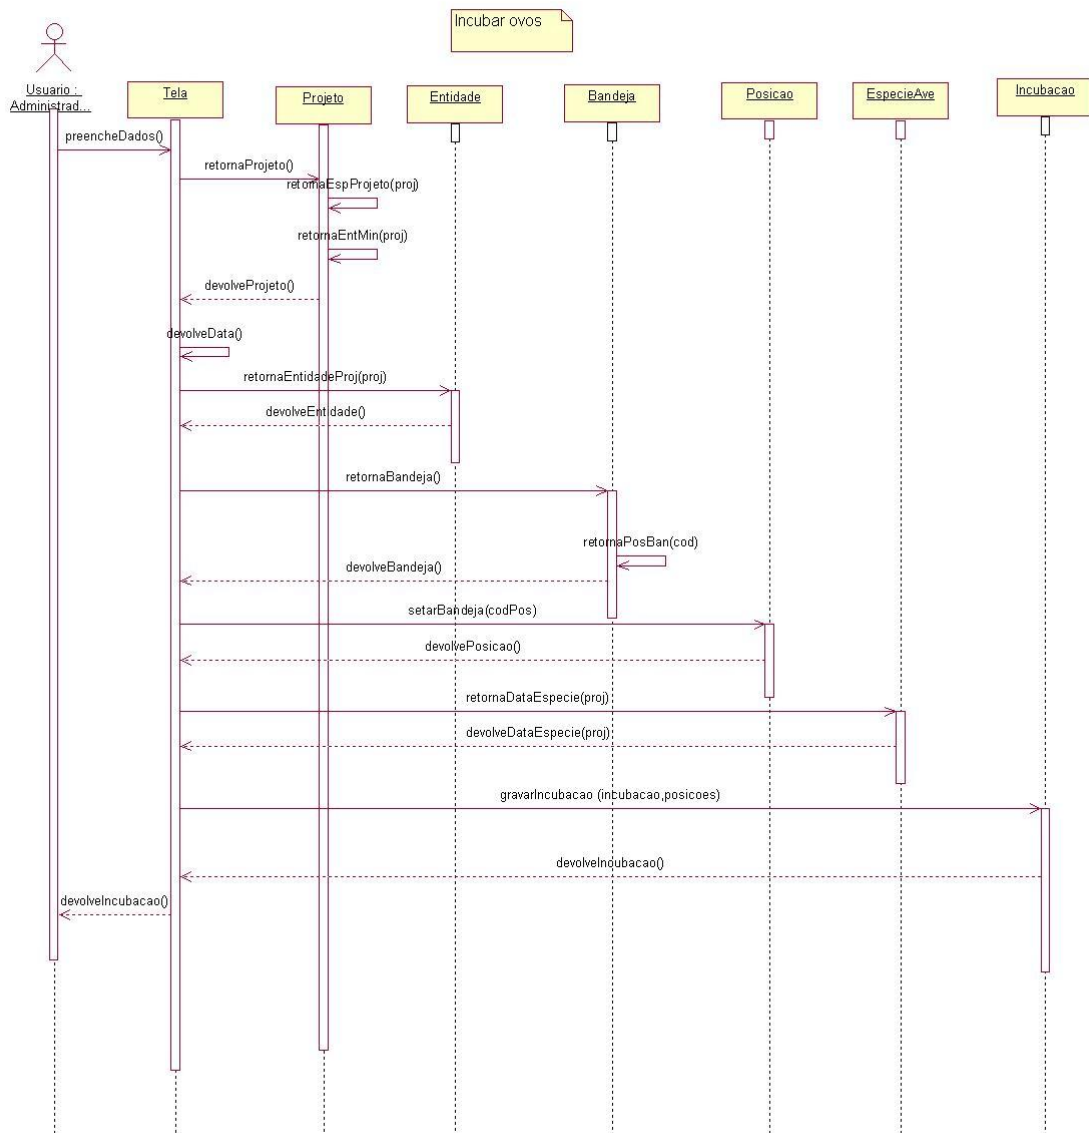 Incubar ovos
Usuario :
Administrad...
Tela
Projeto
Entidade
Bandeja
Posicao
EspecieAve
Incubacao
preencheDados()
retornaProjeto()
retornaEspProjeto(proj)
retornaEntMin(proj)
devolveProjeto()
devolveData()
retornaEntidadeProj(proj)
devolveEntidade()
retornaBandeja()
retornaPosBan(cod)
devolveBandeja()
setarBandeja(codPos)
devolvePosicao()
retornaDataEspecie(proj)
devolveDataEspecie(proj)
gravarIncubacao (incubacao,posicoes)
devolveIncubacao()
devolveIncubacao()